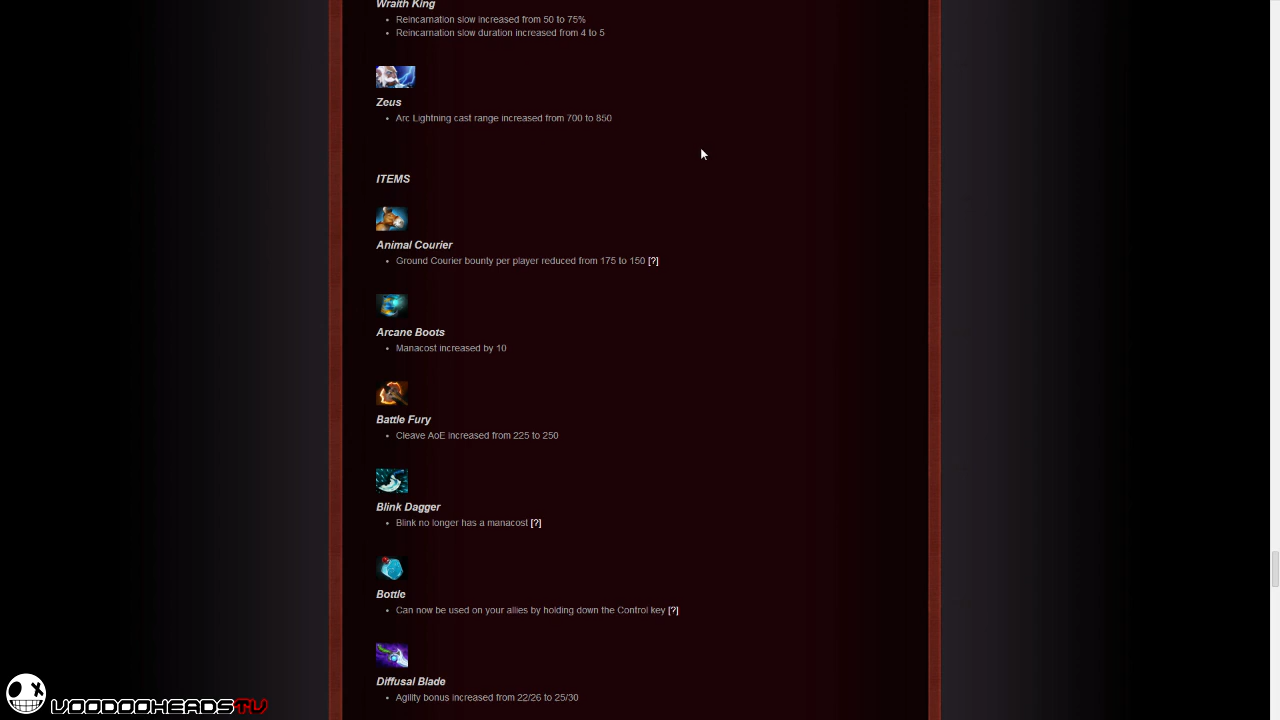 Wraith King
Reincarnation slow increased from 50 to 75%
Reincarnation slow duration increased from 4 to 5
Zeus
Arc Lightning cast range increased from 700 to 850
ITEMS
Animal Courier
Ground Courier bounty per player reduced from 175 to 150 [?]
Arcane Boots
Manacost increased by 10
Battle Fury
Cleave AoE increased from 225 to 250
Blink Dagger
Blink no longer has a manacost [?]
Bottle
Can now be used on your allies by holding down the Control key [?]
Diffusal Blade
Agility bonus increased from 22/26 to 25/30
VOODOOHEADSTV